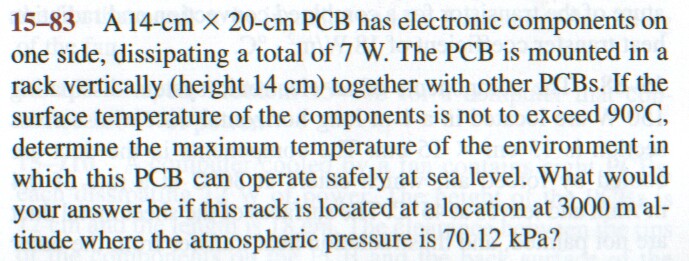 15–83 A 14-cm × 20-cm PCB has electronic components on
one side, dissipating a total of 7 W. The PCB is mounted in a
rack vertically (height 14 cm) together with other PCBs. If the
surface temperature of the components is not to exceed 90°C,
determine the maximum temperature of the environment in
which this PCB can operate safely at sea level. What would
your answer be if this rack is located at a location at 3000 m al-
titude where the atmospheric pressure is 70.12 kPa?